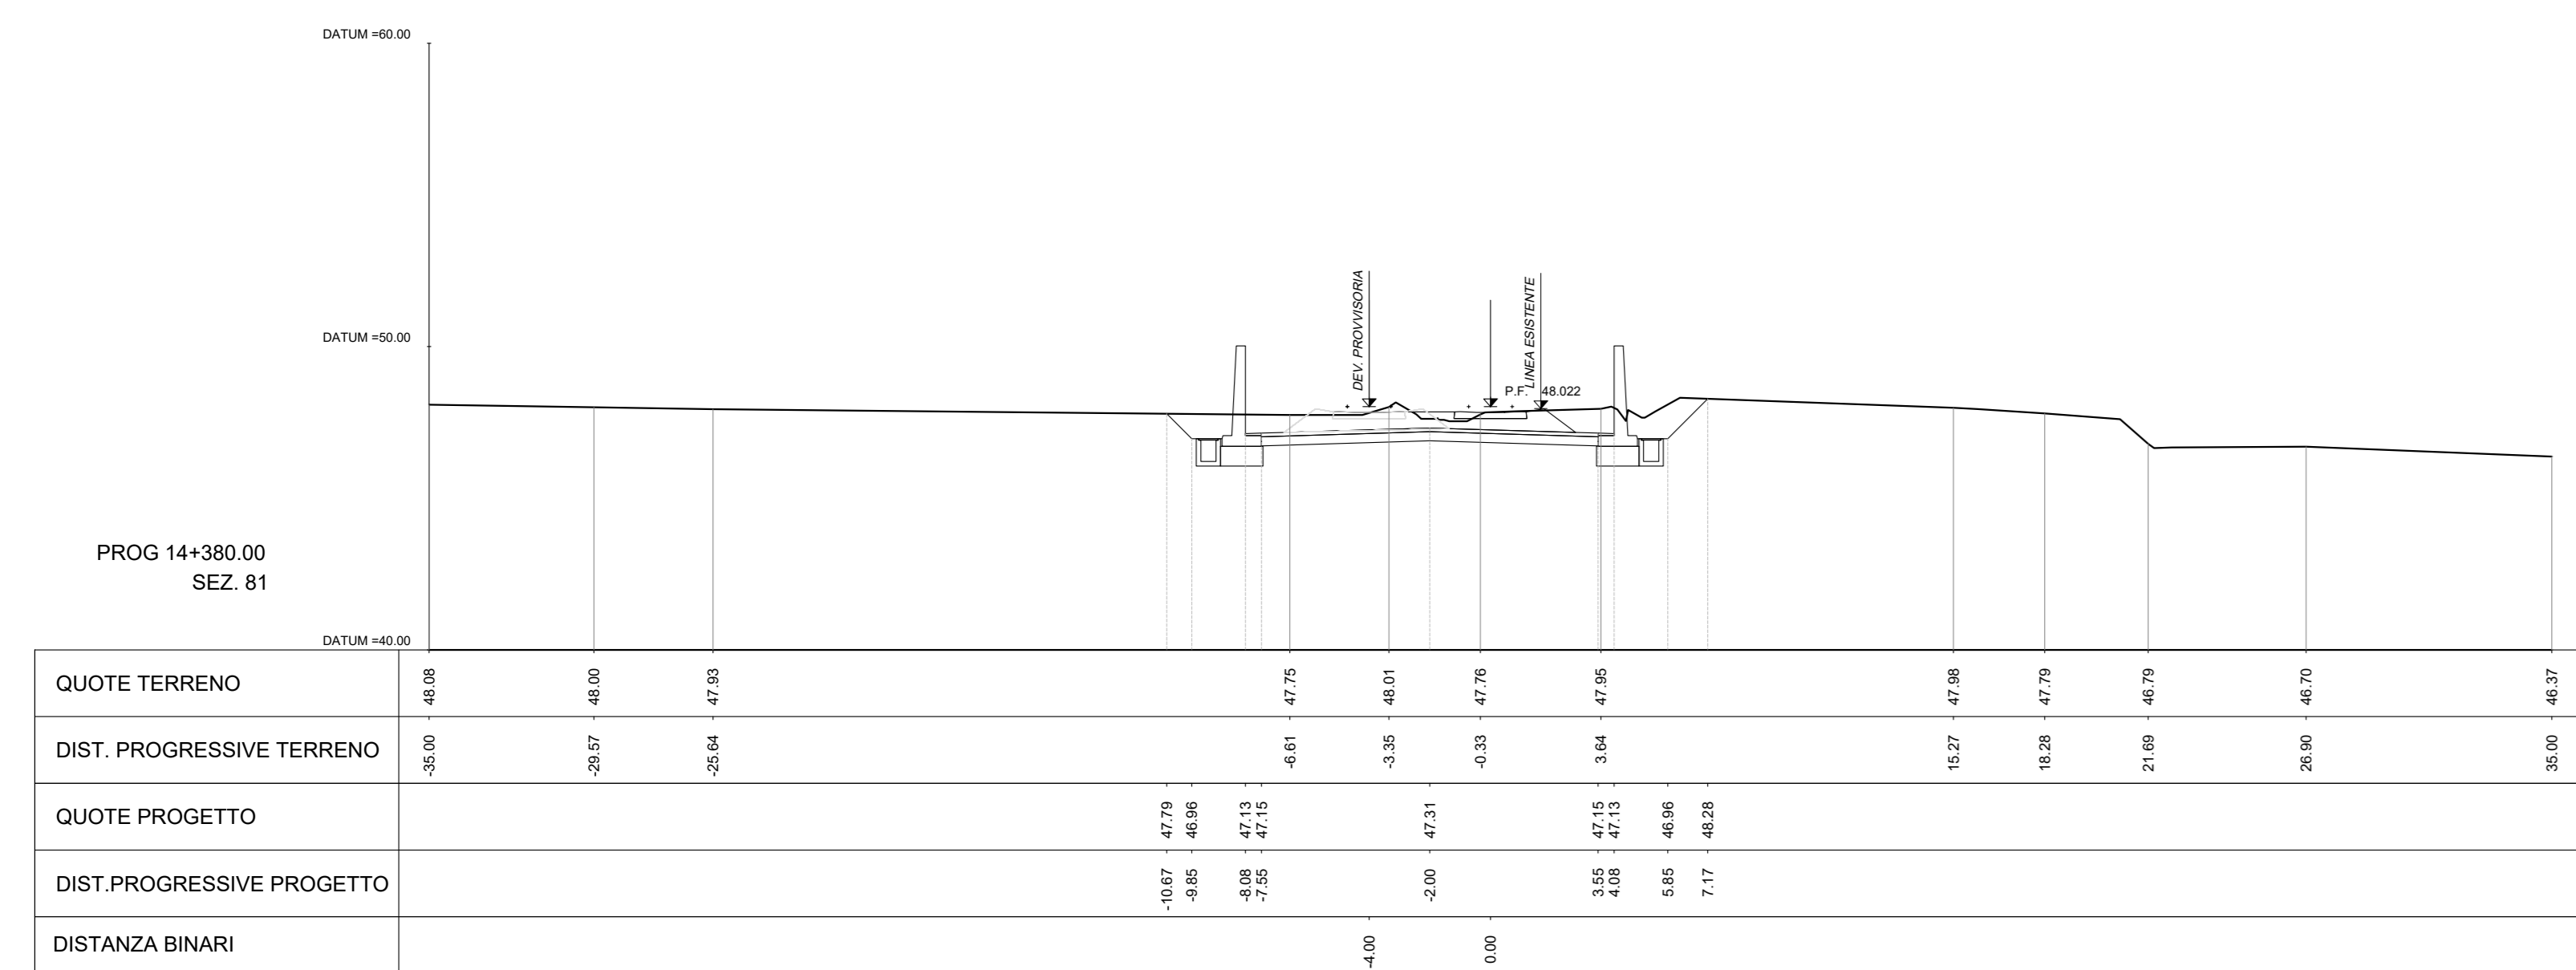 DATUM =60.00
DATUM =50.00
DEV. PROVVISORIA
LINEA ESISTENTE
P.F. 48.022
PROG 14+380.00
SEZ. 81
DATUM =40.00
QUOTE TERRENO 48.08 48.00 47.93 47.75 48.01 47.76 47.95 47.98 47.79 46.79 46.70 46.37
DIST. PROGRESSIVE TERRENO -35.00 -29.57 -25.64 -6.61 -3.35 -0.33 3.64 15.27 18.28 21.69 26.90 35.00
QUOTE PROGETTO 47.79 46.96 47.13 47.15 47.31 47.15 47.13 46.96 48.28
DIST.PROGRESSIVE PROGETTO -10.67 -9.85 -8.08 -7.55 -2.00 3.55 4.08 5.85 7.17
DISTANZA BINARI -4.00 0.00